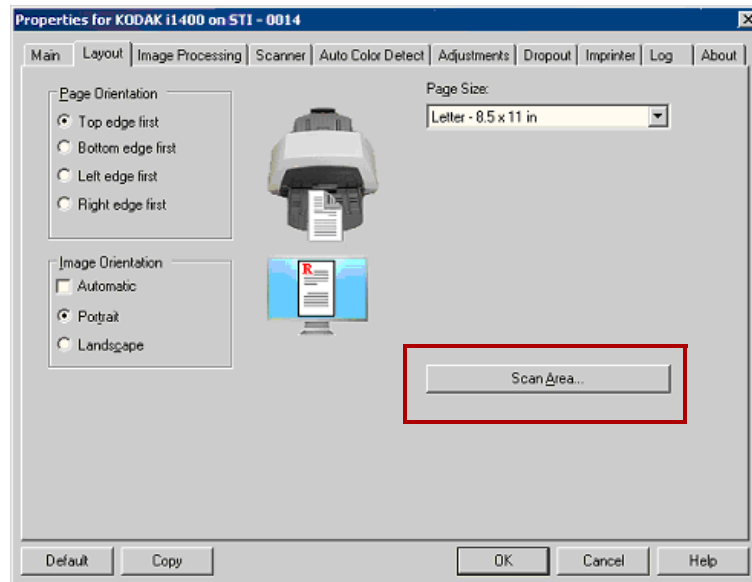 Properties for KODAK i1400 on STI - 0014
Main Layout Image Processing Scanner Auto Color Detect Adjustments Dropout Imprinter Log About
Page Orientation
Top edge first
Bottom edge first
Left edge first
Right edge first
Page Size:
Letter - 8.5 x 11 in
Image Orientation
Automatic
Portrait
Landscape
R
Scan Area...
Default Copy OK Cancel Help